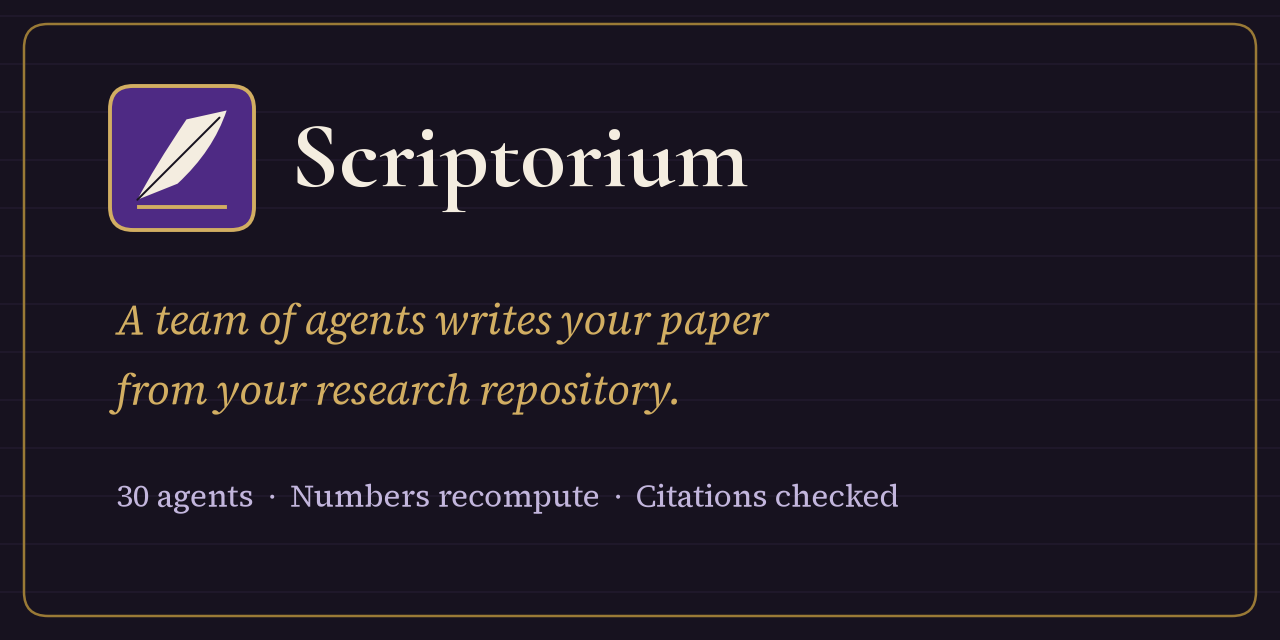 Scriptorium
A team of agents writes your paper
from your research repository.
30 agents · Numbers recompute · Citations checked